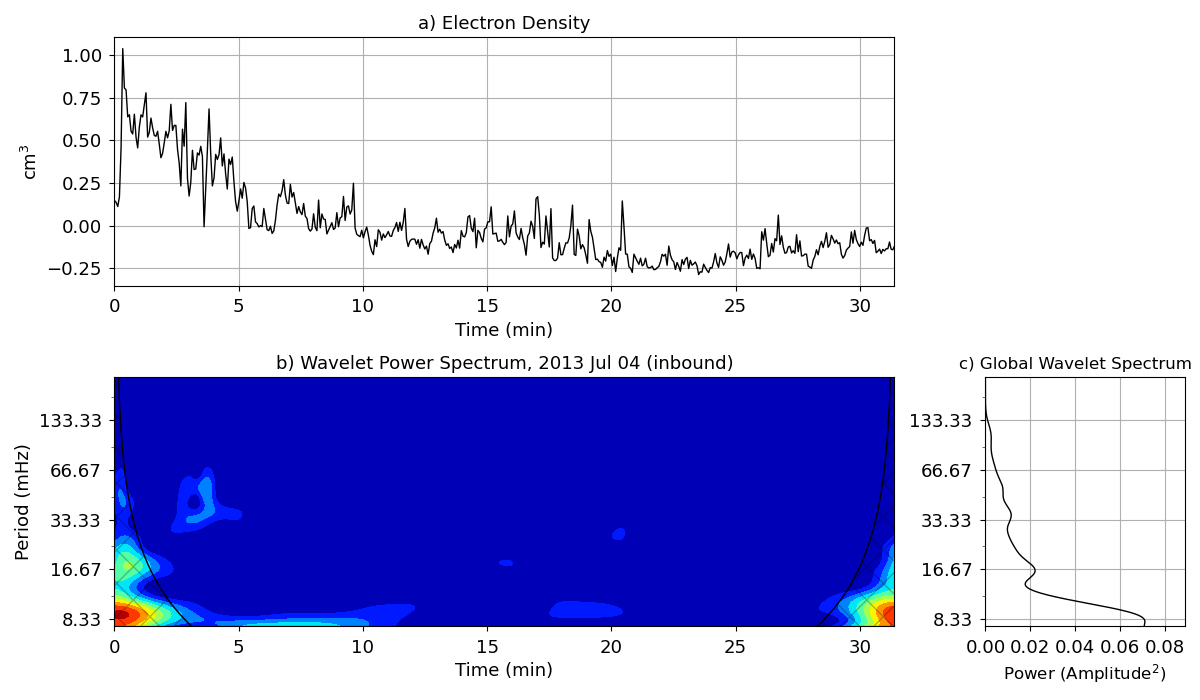 a) Electron Density
1.00
0.75
0.50
0.25
0.00
−0.25
cm³
0 5 10 15 20 25 30
Time (min)
b) Wavelet Power Spectrum, 2013 Jul 04 (inbound)
133.33
66.67
33.33
16.67
8.33
Period (mHz)
0 5 10 15 20 25 30
Time (min)
c) Global Wavelet Spectrum
133.33
66.67
33.33
16.67
8.33
0.00 0.02 0.04 0.06 0.08
Power (Amplitude²)